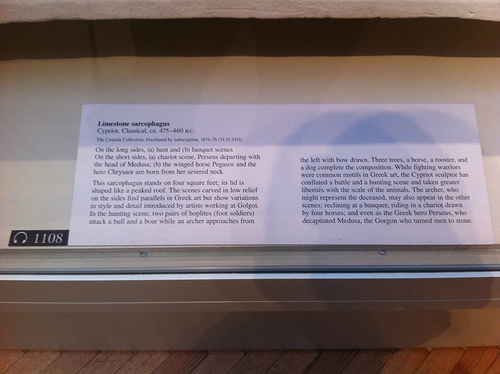 Limestone sarcophagus
Cypriot, Classical, ca. 475–460 B.C.
The Cesnola Collection, Purchased by subscription, 1874–76 (74.51.2451)
On the long sides, (a) hunt and (b) banquet scenes
On the short sides, (a) chariot scene, Perseus departing with
the head of Medusa; (b) the winged horse Pegasos and the
hero Chrysaor are born from her severed neck
This sarcophagus stands on four square feet; its lid is
shaped like a peaked roof. The scenes carved in low relief
on the sides find parallels in Greek art but show variations
in style and detail introduced by artists working at Golgoi.
In the hunting scene, two pairs of hoplites (foot soldiers)
attack a bull and a boar while an archer approaches from
the left with bow drawn. Three trees, a horse, a rooster, and
a dog complete the composition. While fighting warriors
were common motifs in Greek art, the Cypriot sculptor has
conflated a battle and a hunting scene and taken greater
liberties with the scale of the animals. The archer, who
might represent the deceased, may also appear in the other
scenes: reclining at a banquet; riding in a chariot drawn
by four horses; and even as the Greek hero Perseus, who
decapitated Medusa, the Gorgon who turned men to stone.
1108